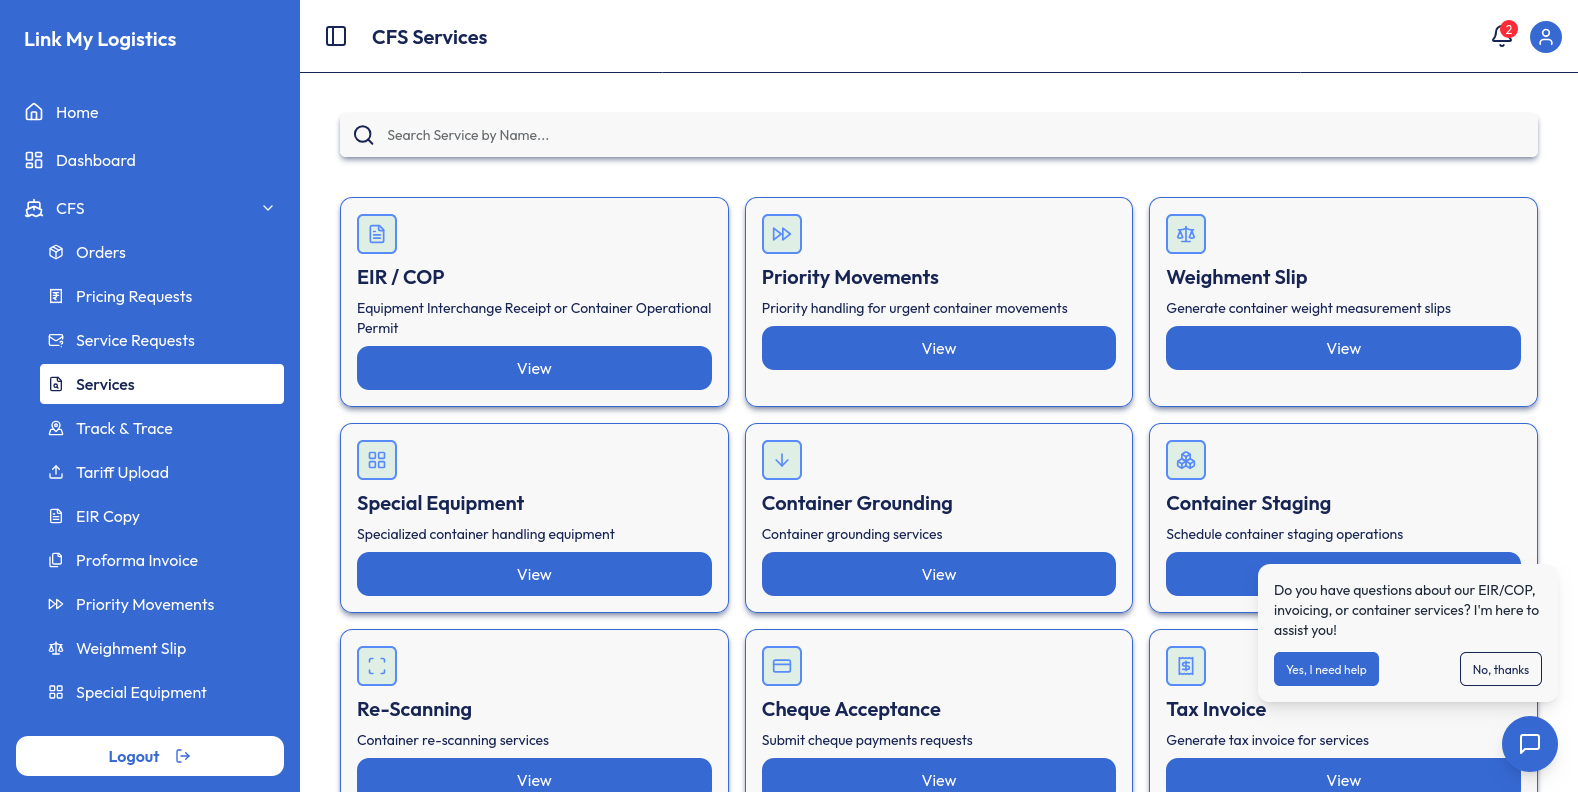 Link My Logistics
Home
Dashboard
CFS
Orders
Pricing Requests
Service Requests
Services
Track & Trace
Tariff Upload
EIR Copy
Proforma Invoice
Priority Movements
Weighment Slip
Special Equipment
Logout
CFS Services
2
Search Service by Name...
EIR / COP
Equipment Interchange Receipt or Container Operational
Permit
View
Priority Movements
Priority handling for urgent container movements
View
Weighment Slip
Generate container weight measurement slips
View
Special Equipment
Specialized container handling equipment
View
Container Grounding
Container grounding services
View
Container Staging
Schedule container staging operations
Re-Scanning
Container re-scanning services
View
Cheque Acceptance
Submit cheque payments requests
View
Tax Invoice
Generate tax invoice for services
View
Do you have questions about our EIR/COP,
invoicing, or container services? I'm here to
assist you!
Yes, I need help
No, thanks